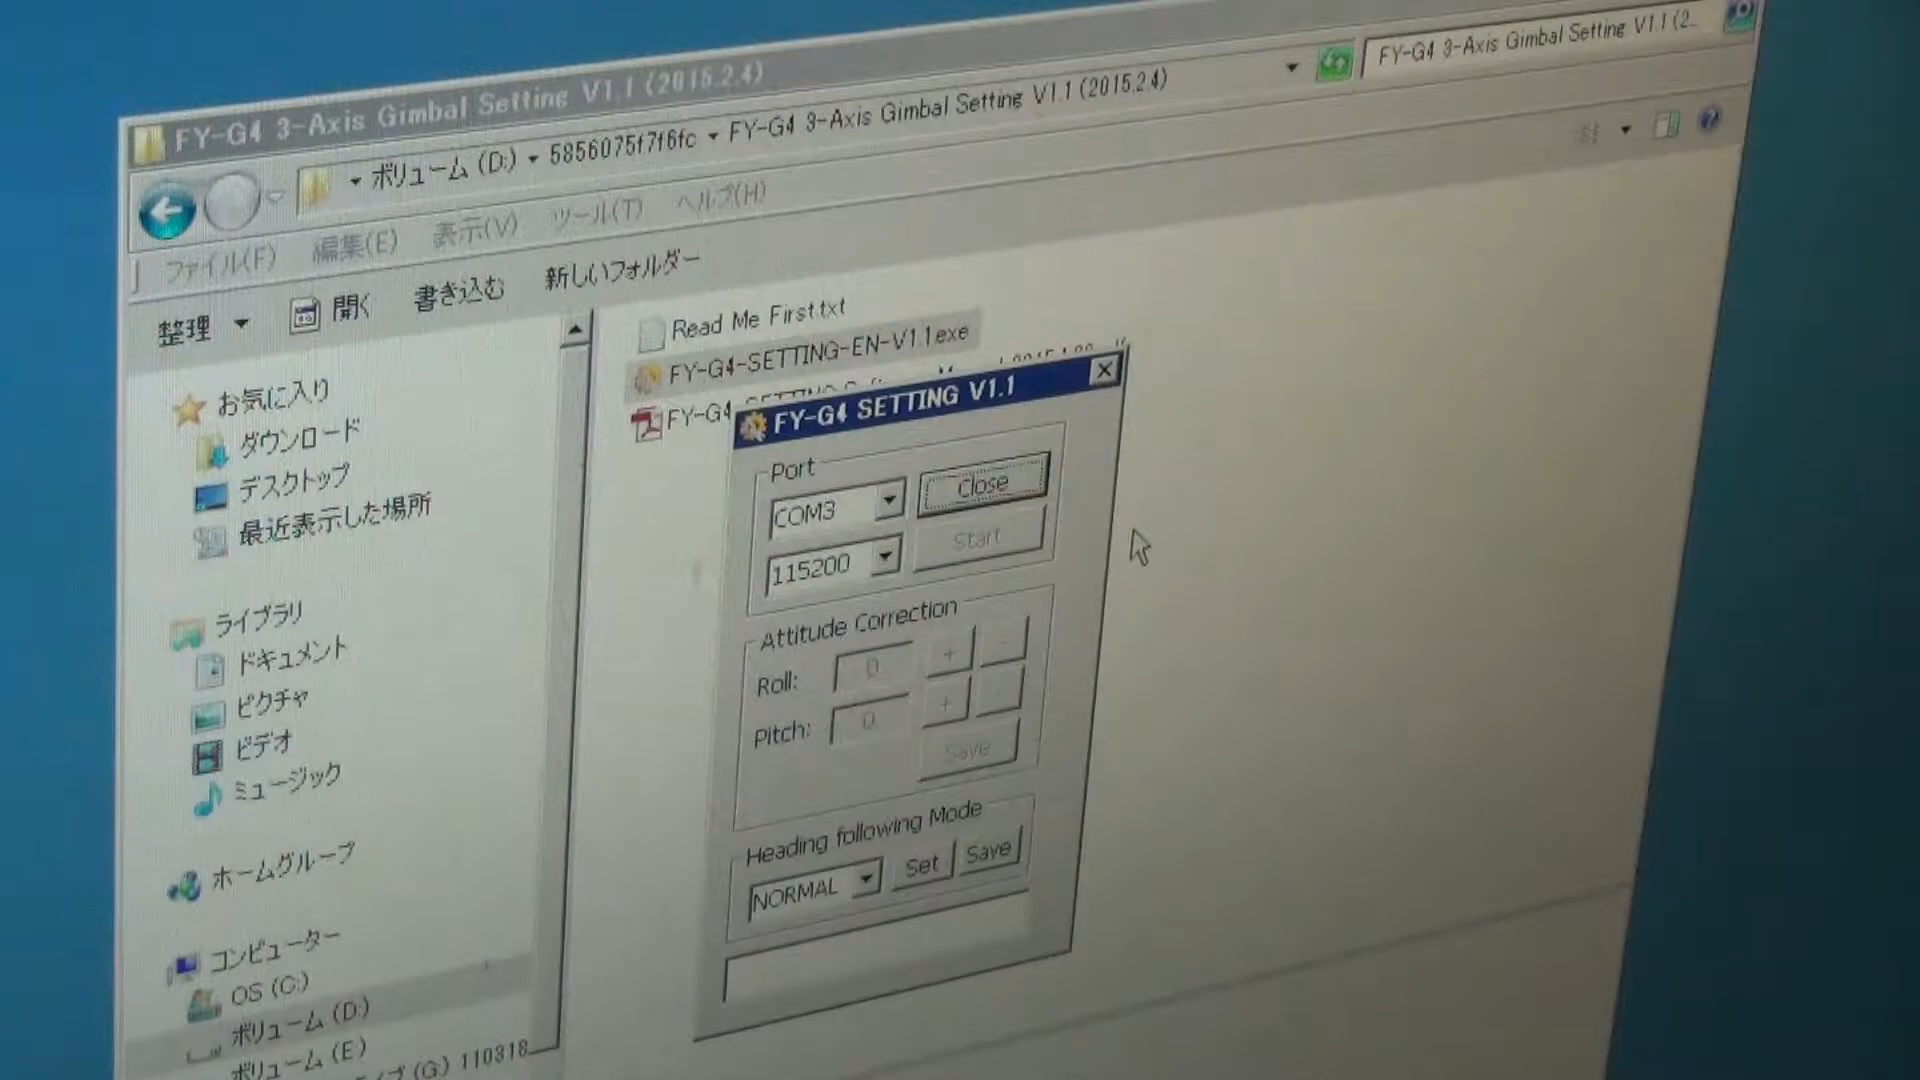 FY-G4 3-Axis Gimbal Setting V1.1 (2015.2.4)
ボリューム (D:) 5856075f7f6fc FY-G4 3-Axis Gimbal Setting V1.1 (2015.2.4)
FY-G4 3-Axis Gimbal Setting V1.1 (2...
ファイル(F) 編集(E) 表示(V) ツール(T) ヘルプ(H)
整理 開く 書き込む 新しいフォルダー
お気に入り
ダウンロード
デスクトップ
最近表示した場所
ライブラリ
ドキュメント
ピクチャ
ビデオ
ミュージック
ホームグループ
コンピューター
OS (C:)
ボリューム (D:)
ボリューム (E:)
(G:) 110318
Read Me First.txt
FY-G4-SETTING-EN-V1.1.exe
FY-G4
FY-G4 SETTING V1.1
Port
COM3 Close
115200 Start
Attitude Correction
Roll: 0 + -
Pitch: 0 +
Save
Heading following Mode
NORMAL Set Save